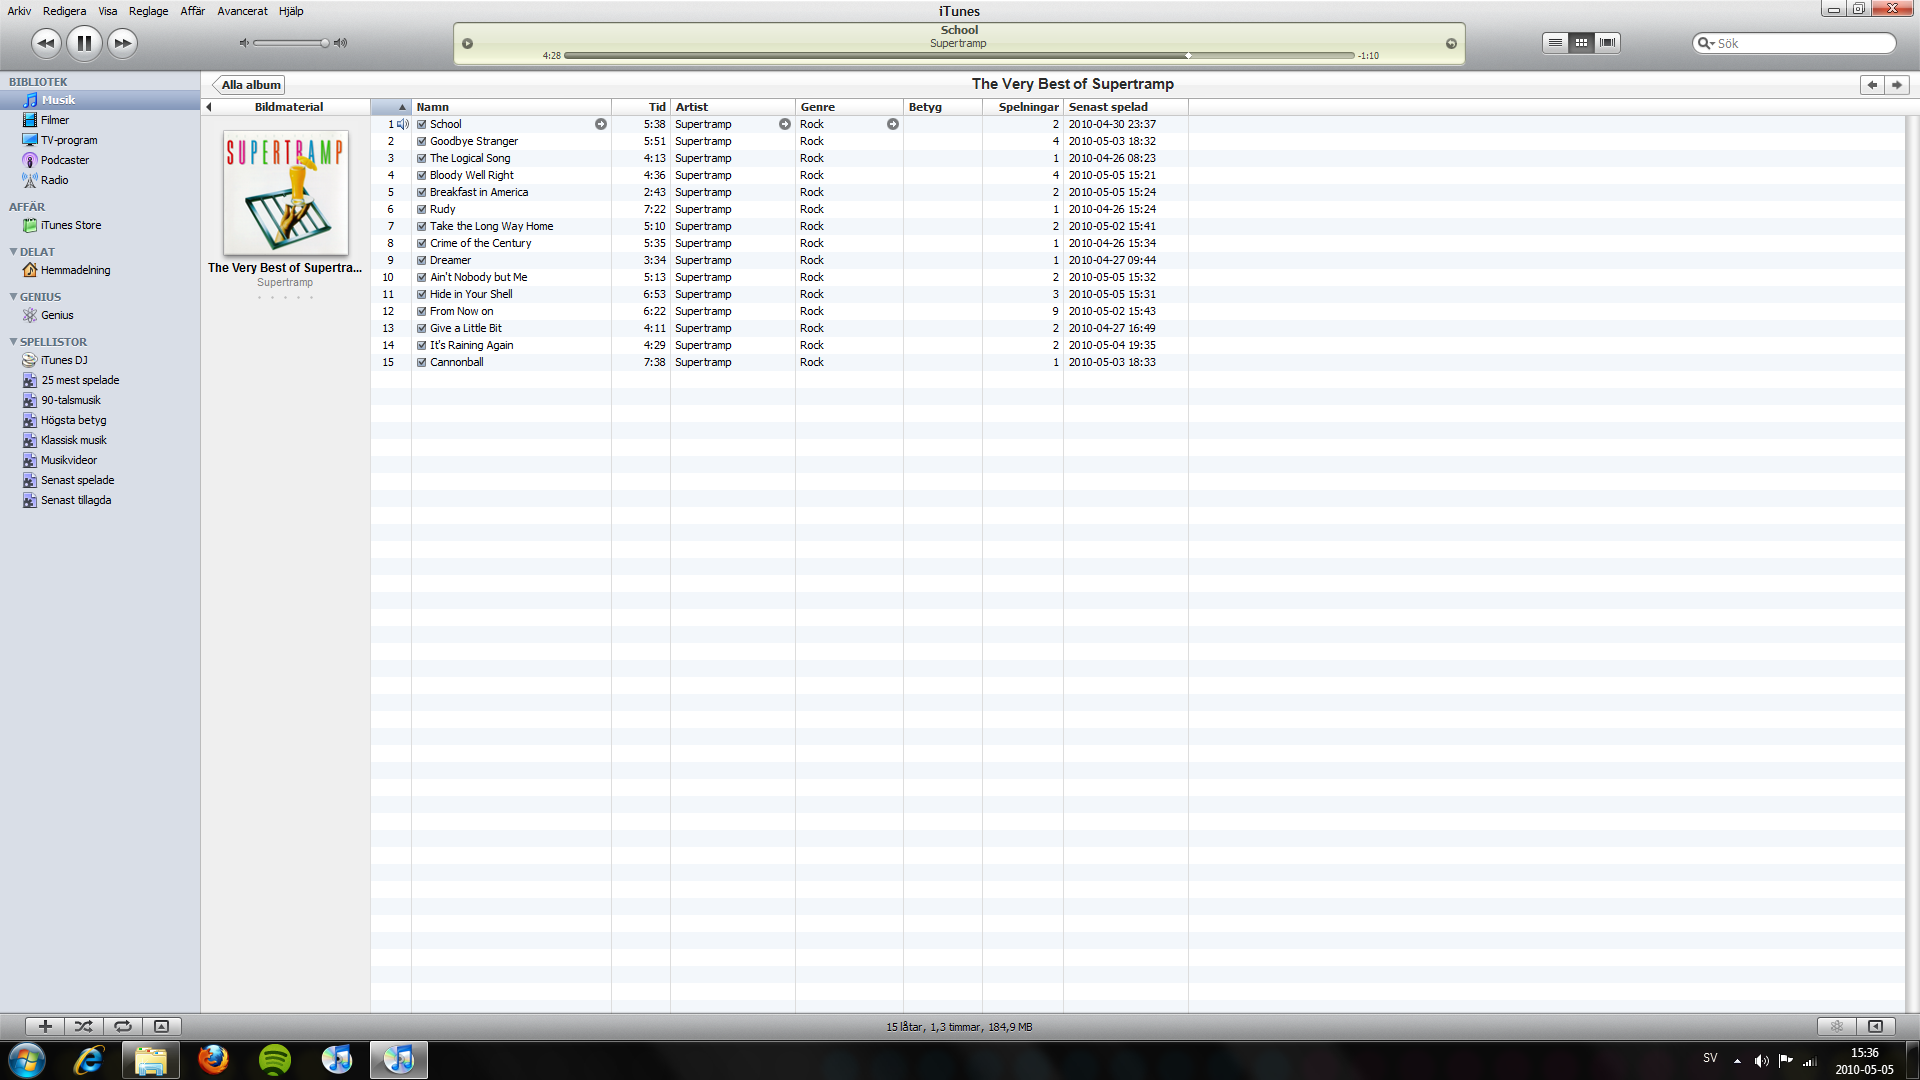 Arkiv Redigera Visa Reglage Affär Avancerat Hjälp
iTunes
School
Supertramp
4:28 -1:10
Sök
BIBLIOTEK
Musik
Filmer
TV-program
Podcaster
Radio
AFFÄR
iTunes Store
DELAT
Hemmadelning
GENIUS
Genius
SPELLISTOR
iTunes DJ
25 mest spelade
90-talsmusik
Högsta betyg
Klassisk musik
Musikvideor
Senast spelade
Senast tillagda
Alla album
The Very Best of Supertramp
Bildmaterial
SUPERTRAMP
The Very Best of Supertra...
Supertramp
Namn Tid Artist Genre Betyg Spelningar Senast spelad
1 School 5:38 Supertramp Rock 2 2010-04-30 23:37
2 Goodbye Stranger 5:51 Supertramp Rock 4 2010-05-03 18:32
3 The Logical Song 4:13 Supertramp Rock 1 2010-04-26 08:23
4 Bloody Well Right 4:36 Supertramp Rock 4 2010-05-05 15:21
5 Breakfast in America 2:43 Supertramp Rock 2 2010-05-05 15:24
6 Rudy 7:22 Supertramp Rock 1 2010-04-26 15:24
7 Take the Long Way Home 5:10 Supertramp Rock 2 2010-05-02 15:41
8 Crime of the Century 5:35 Supertramp Rock 1 2010-04-26 15:34
9 Dreamer 3:34 Supertramp Rock 1 2010-04-27 09:44
10 Ain't Nobody but Me 5:13 Supertramp Rock 2 2010-05-05 15:32
11 Hide in Your Shell 6:53 Supertramp Rock 3 2010-05-05 15:31
12 From Now on 6:22 Supertramp Rock 9 2010-05-02 15:43
13 Give a Little Bit 4:11 Supertramp Rock 2 2010-04-27 16:49
14 It's Raining Again 4:29 Supertramp Rock 2 2010-05-04 19:35
15 Cannonball 7:38 Supertramp Rock 1 2010-05-03 18:33
15 låtar, 1,3 timmar, 184,9 MB
SV
15:36
2010-05-05